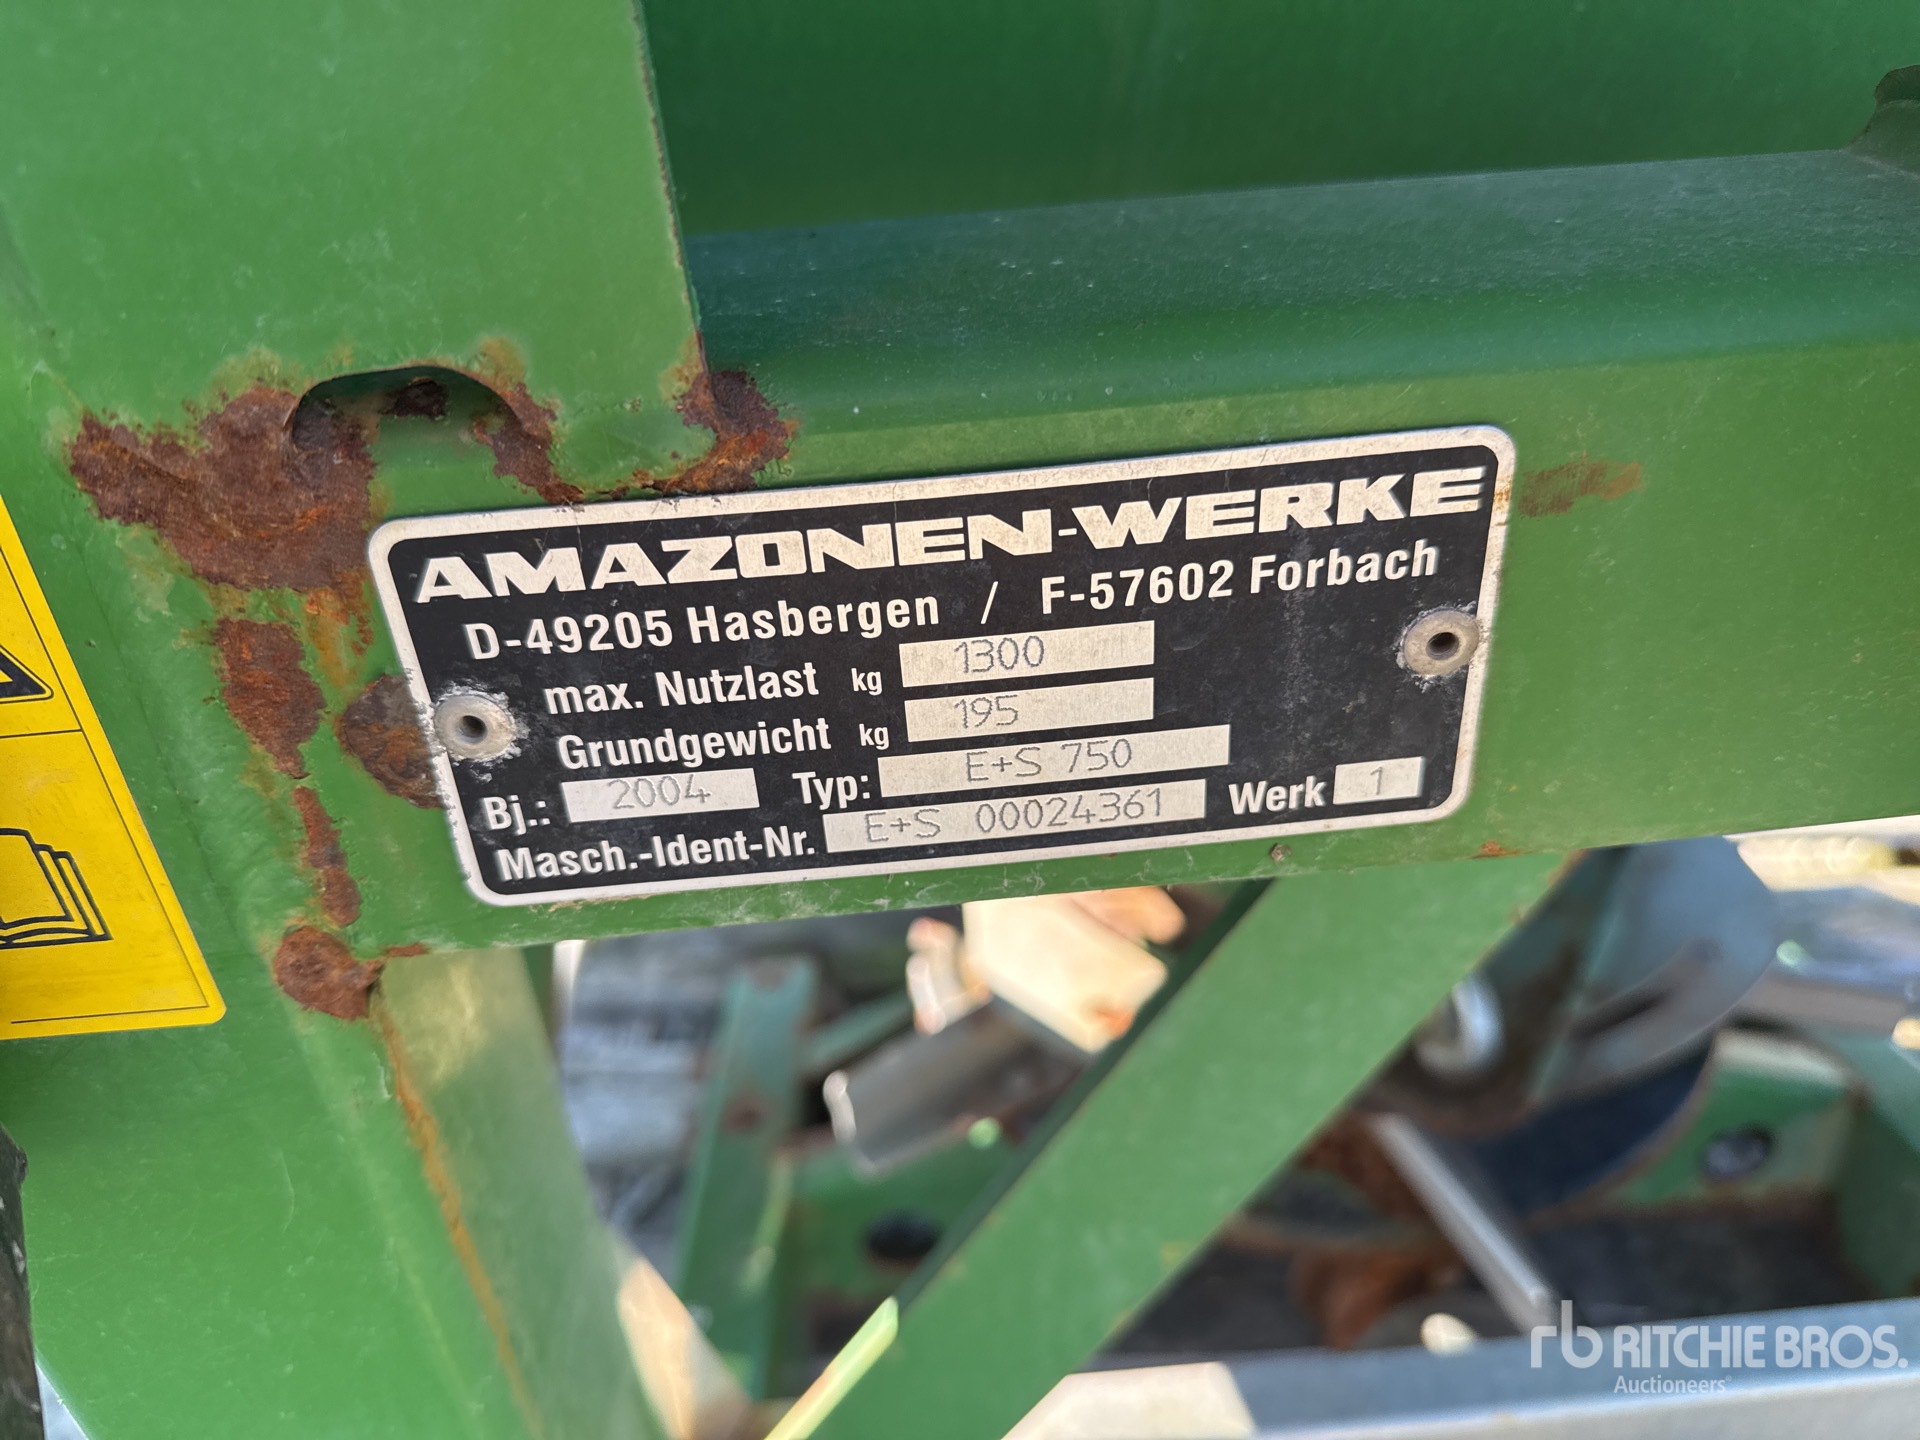 AMAZONEN-WERKE
D-49205 Hasbergen / F-57602 Forbach
max. Nutzlast kg 1300
Grundgewicht kg 195
Bj.: 2004 Typ: E+S 750
Masch.-Ident-Nr. E+S 00024361 Werk 1
rb RITCHIE BROS.
Auctioneers